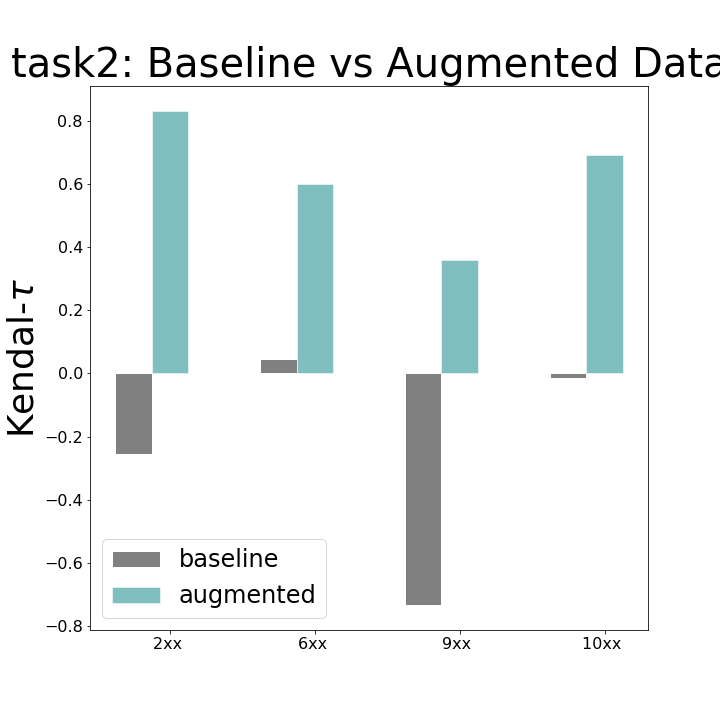 task2: Baseline vs Augmented Data
Kendal-τ
0.8
0.6
0.4
0.2
0.0
−0.2
−0.4
−0.6
−0.8
baseline
augmented
2xx
6xx
9xx
10xx